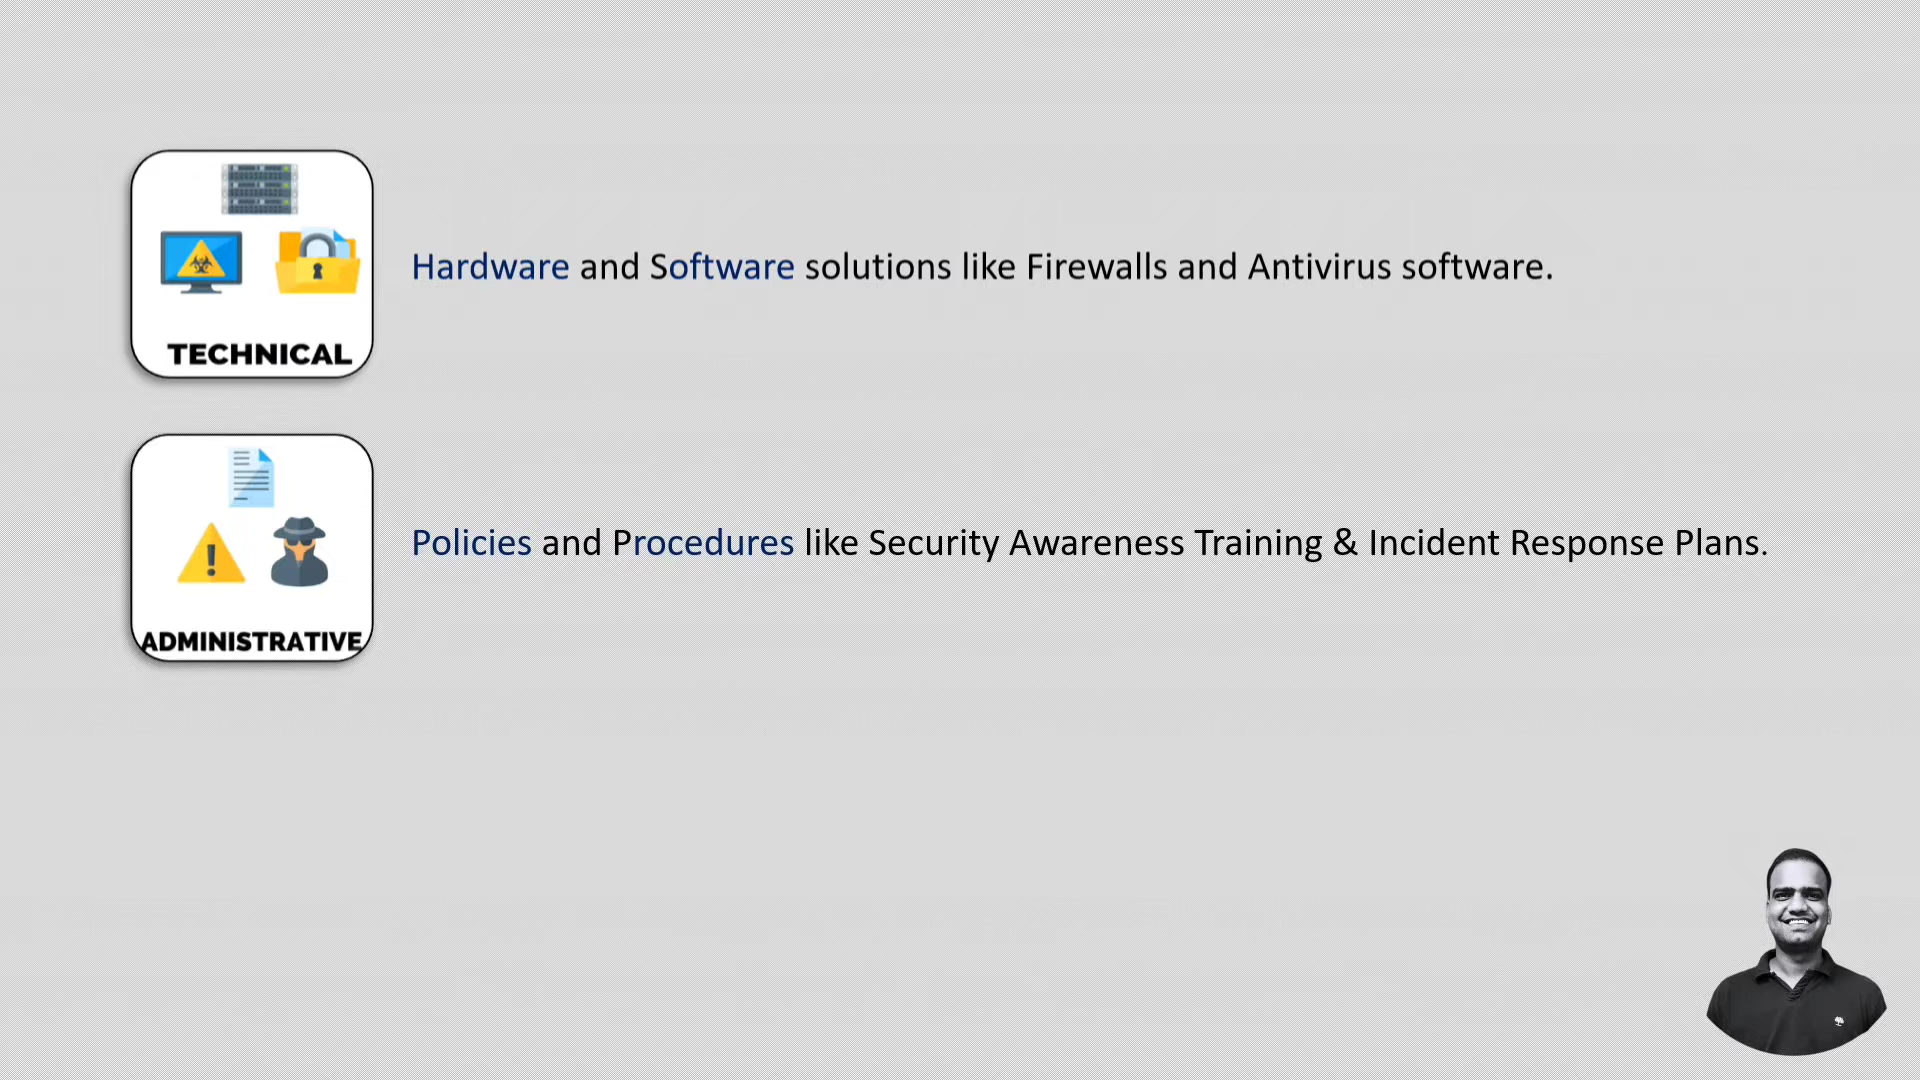 TECHNICAL
Hardware and Software solutions like Firewalls and Antivirus software.
ADMINISTRATIVE
Policies and Procedures like Security Awareness Training & Incident Response Plans.